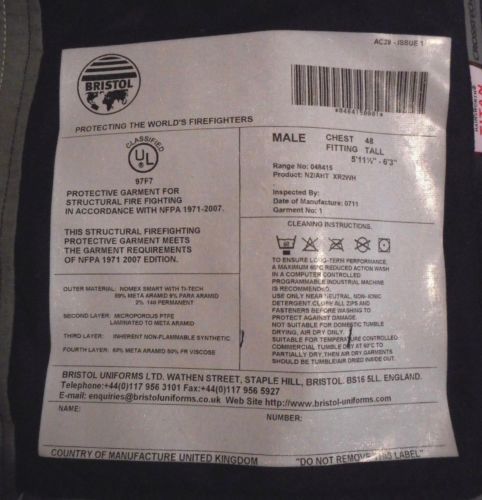 AC29 - ISSUE 1
BRISTOL
*048415000*
PROTECTING THE WORLD'S FIREFIGHTERS
CLASSIFIED
UL
97F7
PROTECTIVE GARMENT FOR
STRUCTURAL FIRE FIGHTING
IN ACCORDANCE WITH NFPA 1971-2007.
THIS STRUCTURAL FIREFIGHTING
PROTECTIVE GARMENT MEETS
THE GARMENT REQUIREMENTS
OF NFPA 1971 2007 EDITION.
MALE CHEST 48
FITTING TALL
5'11½" - 6'3"
Range No: 048415
Product: N2/AHT XR2WH
Inspected By:
Date of Manufacture: 0711
Garment No: 1
CLEANING INSTRUCTIONS:
TO ENSURE LONG-TERM PERFORMANCE,
A MAXIMUM 60°C REDUCED ACTION WASH
IN A COMPUTER CONTROLLED
PROGRAMMABLE INDUSTRIAL MACHINE
IS RECOMMENDED.
USE ONLY NEAR NEUTRAL, NON-IONIC
DETERGENT. CLOSE ALL ZIPS AND
FASTENERS BEFORE WASHING TO
PROTECT AGAINST DAMAGE.
NOT SUITABLE FOR DOMESTIC TUMBLE
DRYING, AIR DRY ONLY.
SUITABLE FOR TEMPERATURE CONTROLLED
COMMERCIAL TUMBLE DRY AT 60°C TO
PARTIALLY DRY, THEN AIR DRY GARMENTS
SHOULD BE TUMBLE/AIR DRIED INSIDE OUT.
OUTER MATERIAL: NOMEX SMART WITH TI-TECH
89% META ARAMID 9% PARA ARAMID
2% 140 PERMANENT
SECOND LAYER: MICROPOROUS PTFE
LAMINATED TO META ARAMID
THIRD LAYER: INHERENT NON-FLAMMABLE SYNTHETIC
FOURTH LAYER: 50% META ARAMID 50% FR VISCOSE
BRISTOL UNIFORMS LTD. WATHEN STREET, STAPLE HILL, BRISTOL. BS16 5LL. ENGLAND.
Telephone:+44(0)117 956 3101 Fax:+44(0)117 956 5927
E-mail: enquiries@bristoluniforms.co.uk Web Site http://www.bristol-uniforms.com
NAME:
NUMBER:
COUNTRY OF MANUFACTURE UNITED KINGDOM
"DO NOT REMOVE THIS LABEL"